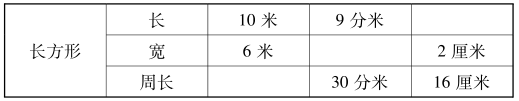 长 10 米 9 分米
长方形 宽 6 米 2 厘米
周长 30 分米 16 厘米